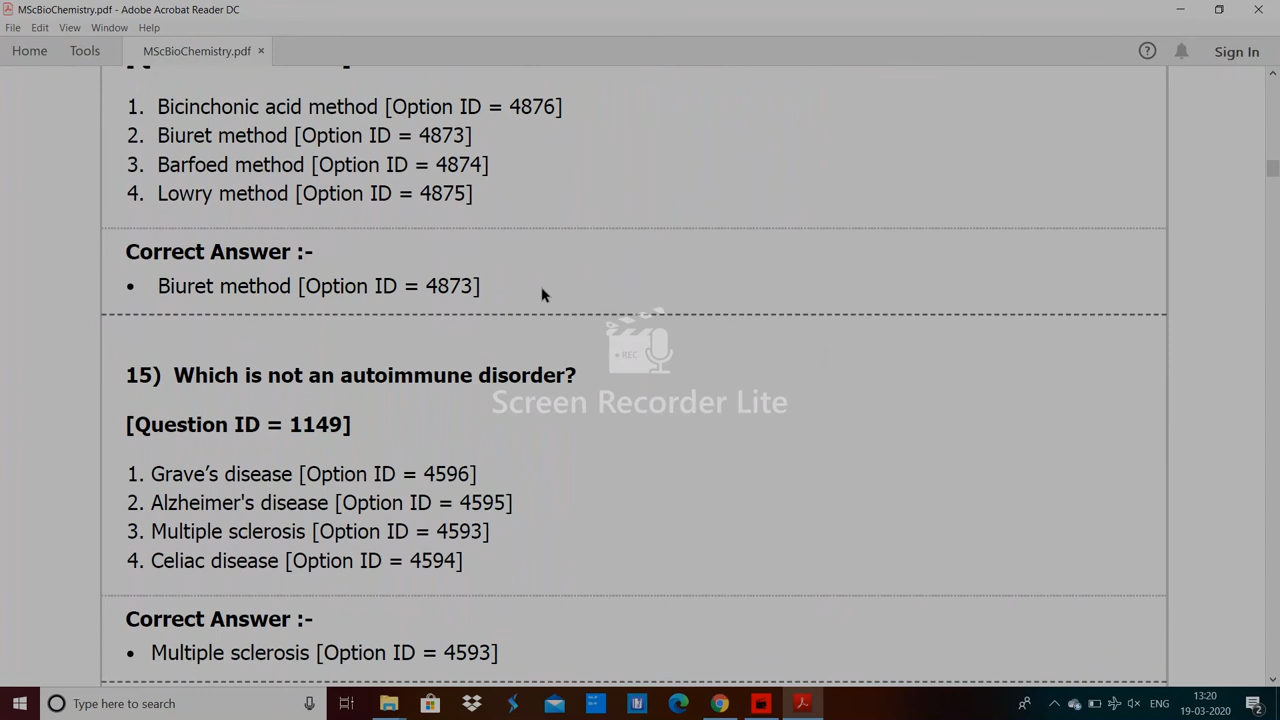 MScBioChemistry.pdf - Adobe Acrobat Reader DC
File Edit View Window Help
Home Tools MScBioChemistry.pdf × Sign In
1. Bicinchonic acid method [Option ID = 4876]
2. Biuret method [Option ID = 4873]
3. Barfoed method [Option ID = 4874]
4. Lowry method [Option ID = 4875]
Correct Answer :-
• Biuret method [Option ID = 4873]
• REC
Screen Recorder Lite
15) Which is not an autoimmune disorder?
[Question ID = 1149]
1. Grave’s disease [Option ID = 4596]
2. Alzheimer's disease [Option ID = 4595]
3. Multiple sclerosis [Option ID = 4593]
4. Celiac disease [Option ID = 4594]
Correct Answer :-
• Multiple sclerosis [Option ID = 4593]
Type here to search
ENG
13:20
19-03-2020
2